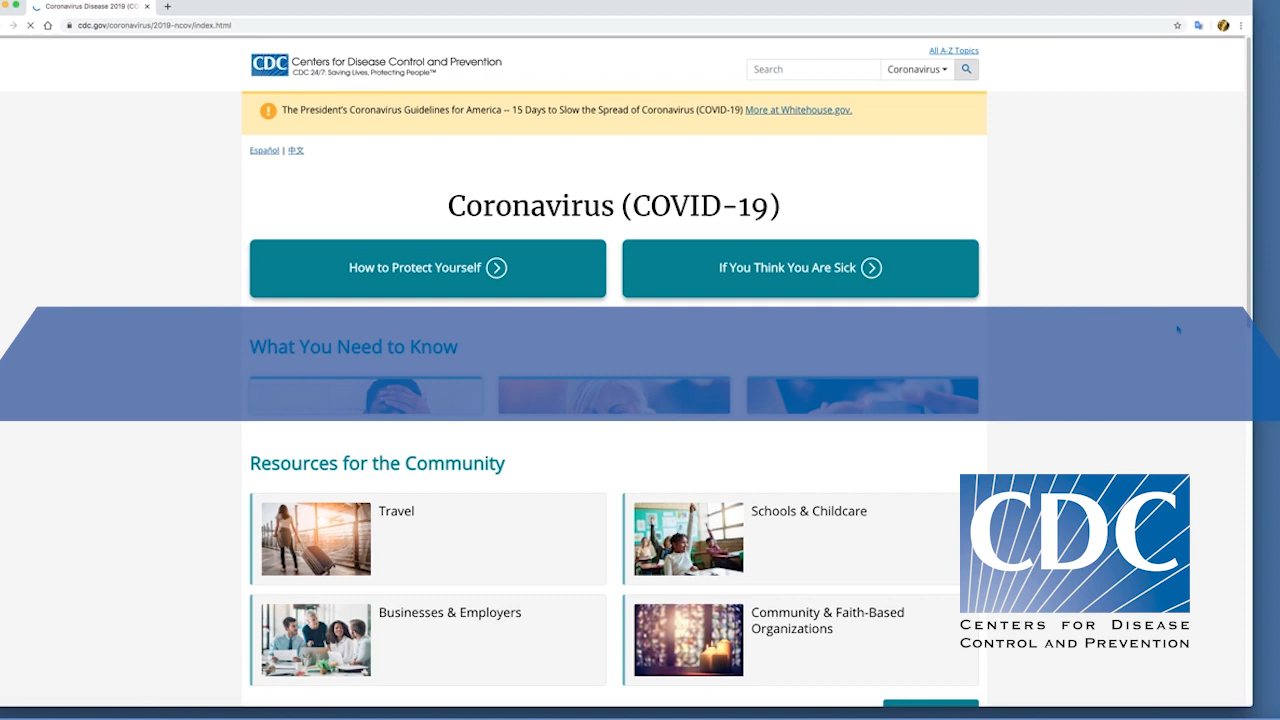 Coronavirus Disease 2019 (CO
cdc.gov/coronavirus/2019-ncov/index.html
All A-Z Topics
CDC Centers for Disease Control and Prevention
CDC 24/7: Saving Lives, Protecting People™
Search
Coronavirus
! The President's Coronavirus Guidelines for America -- 15 Days to Slow the Spread of Coronavirus (COVID-19) More at Whitehouse.gov.
Español | 中文
Coronavirus (COVID-19)
How to Protect Yourself
If You Think You Are Sick
What You Need to Know
Resources for the Community
Travel
Schools & Childcare
Businesses & Employers
Community & Faith-Based
Organizations
CDC
CENTERS FOR DISEASE
CONTROL AND PREVENTION